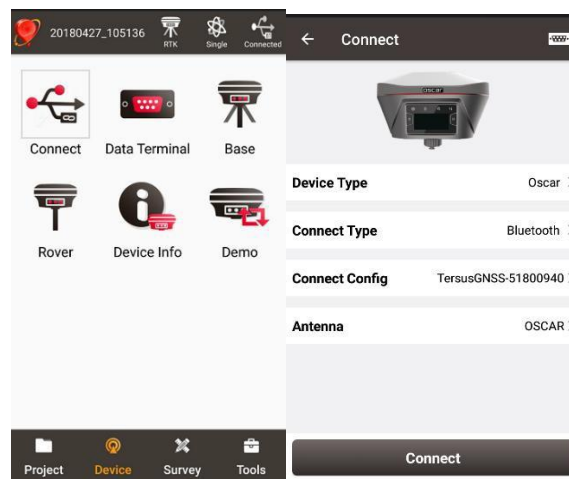 20180427_105136
RTK
Single
Connected
Connect
Data Terminal
Base
Rover
Device Info
Demo
Project
Device
Survey
Tools
Connect
oscar
Device Type
Oscar
Connect Type
Bluetooth
Connect Config
TersusGNSS-51800940
Antenna
OSCAR
Connect